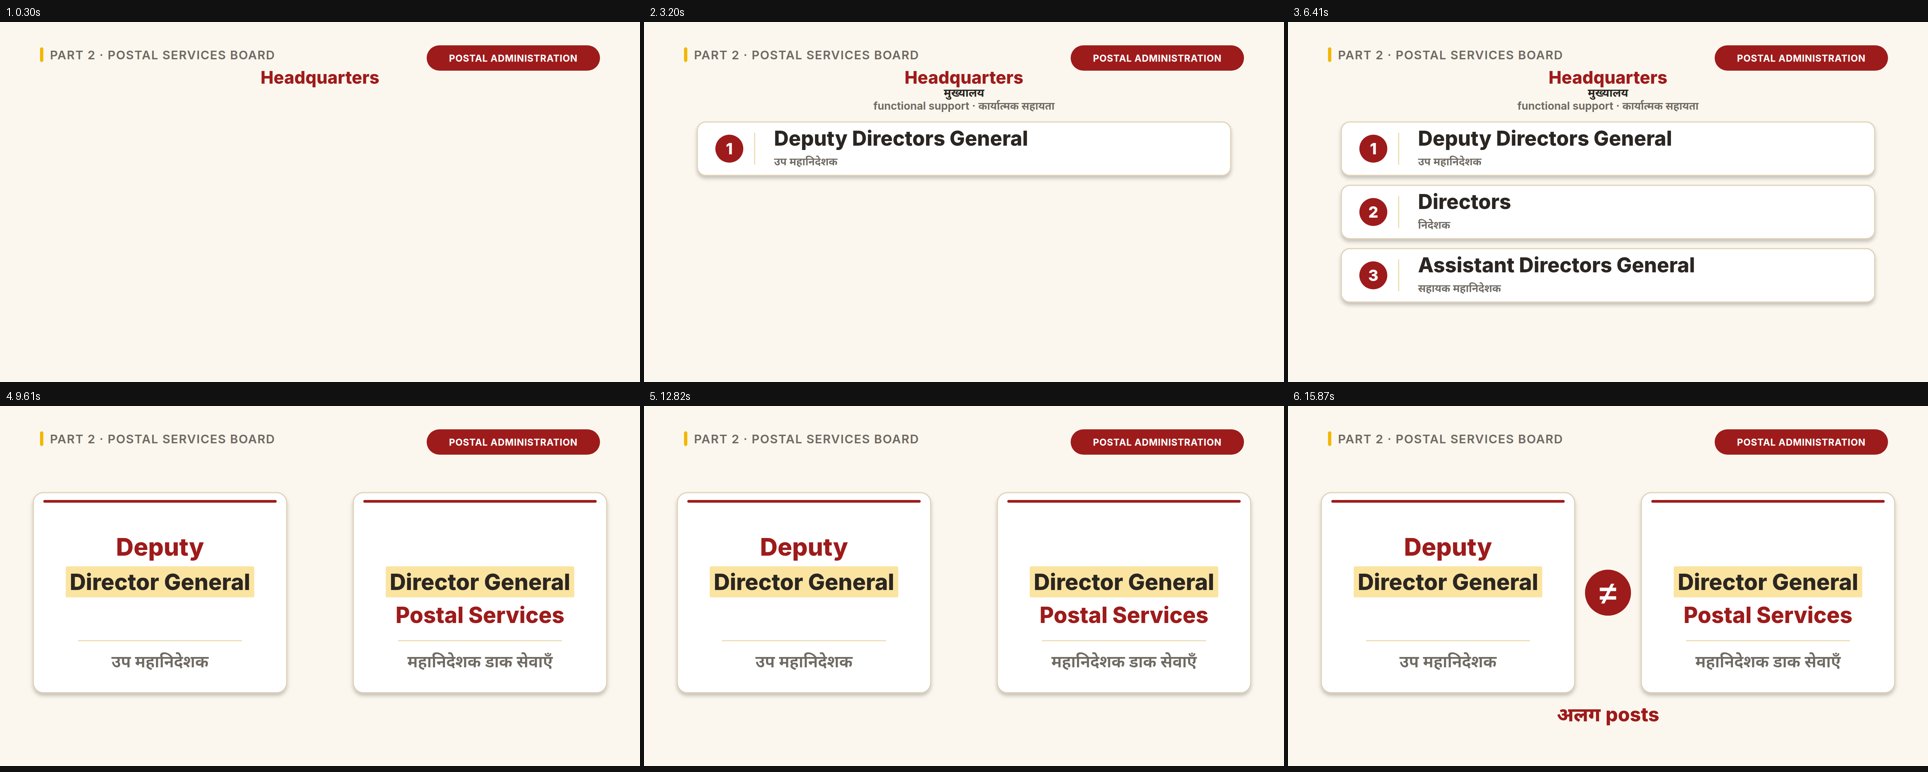 1. 0.30s
PART 2 · POSTAL SERVICES BOARD
POSTAL ADMINISTRATION
Headquarters
2. 3.20s
PART 2 · POSTAL SERVICES BOARD
POSTAL ADMINISTRATION
Headquarters
मुख्यालय
functional support · कार्यात्मक सहायता
1
Deputy Directors General
उप महानिदेशक
3. 6.41s
PART 2 · POSTAL SERVICES BOARD
POSTAL ADMINISTRATION
Headquarters
मुख्यालय
functional support · कार्यात्मक सहायता
1
Deputy Directors General
उप महानिदेशक
2
Directors
निदेशक
3
Assistant Directors General
सहायक महानिदेशक
4. 9.61s
PART 2 · POSTAL SERVICES BOARD
POSTAL ADMINISTRATION
Deputy
Director General
उप महानिदेशक
Director General
Postal Services
महानिदेशक डाक सेवाएँ
5. 12.82s
PART 2 · POSTAL SERVICES BOARD
POSTAL ADMINISTRATION
Deputy
Director General
उप महानिदेशक
Director General
Postal Services
महानिदेशक डाक सेवाएँ
6. 15.87s
PART 2 · POSTAL SERVICES BOARD
POSTAL ADMINISTRATION
Deputy
Director General
उप महानिदेशक
≠
Director General
Postal Services
महानिदेशक डाक सेवाएँ
अलग posts